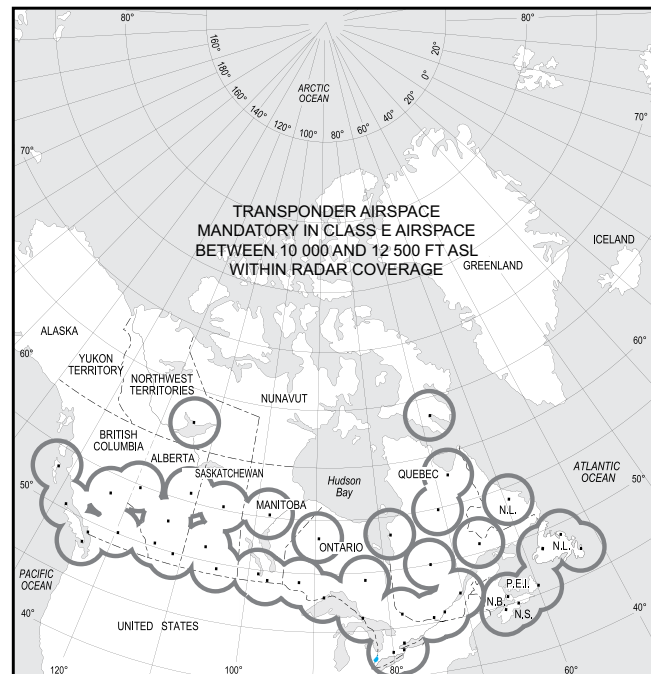 80°
80°
160°
160°
180°
160°
140°
120°
100°
80°
60°
40°
20°
0°
20°
ARCTIC
OCEAN
70°
70°
TRANSPONDER AIRSPACE
MANDATORY IN CLASS E AIRSPACE
BETWEEN 10 000 AND 12 500 FT ASL
WITHIN RADAR COVERAGE
GREENLAND
ICELAND
ALASKA
60°
60°
YUKON
TERRITORY
NORTHWEST
TERRITORIES
NUNAVUT
BRITISH
COLUMBIA
ALBERTA
SASKATCHEWAN
MANITOBA
Hudson
Bay
ONTARIO
QUEBEC
N.L.
ATLANTIC
OCEAN
50°
50°
N.L.
P.E.I.
N.B.
N.S.
PACIFIC
OCEAN
40°
40°
UNITED STATES
120°
100°
80°
60°